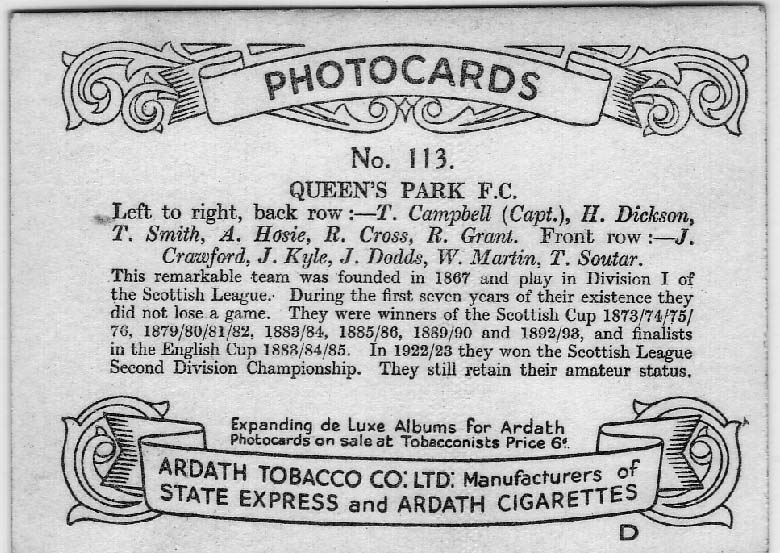 PHOTOCARDS
No. 113.
QUEEN'S PARK F.C.
Left to right, back row :—T. Campbell (Capt.), H. Dickson,
T. Smith, A. Hosie, R. Cross, R. Grant. Front row :—J.
Crawford, J. Kyle, J. Dodds, W. Martin, T. Soutar.
This remarkable team was founded in 1867 and play in Division I of
the Scottish League. During the first seven years of their existence they
did not lose a game. They were winners of the Scottish Cup 1873/74/75/
76, 1879/80/81/82, 1883/84, 1885/86, 1889/90 and 1892/93, and finalists
in the English Cup 1883/84/85. In 1922/23 they won the Scottish League
Second Division Championship. They still retain their amateur status.
Expanding de Luxe Albums for Ardath
Photocards on sale at Tobacconists Price 6ᵈ.
ARDATH TOBACCO CO: LTD: Manufacturers of
STATE EXPRESS and ARDATH CIGARETTES
D